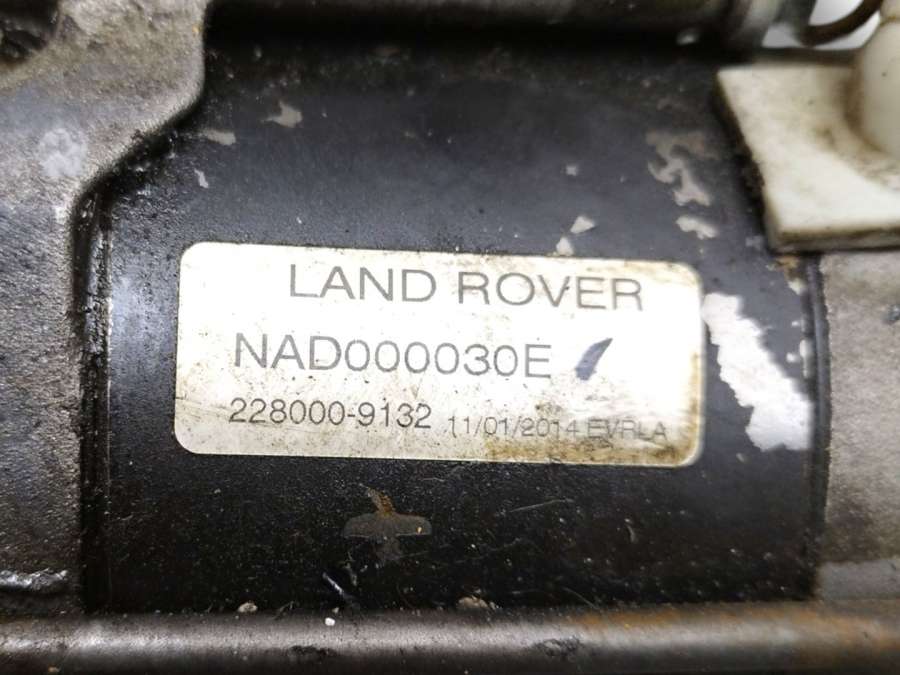 LAND ROVER
NAD000030E
228000-9132 11/01/2014 EVRLA